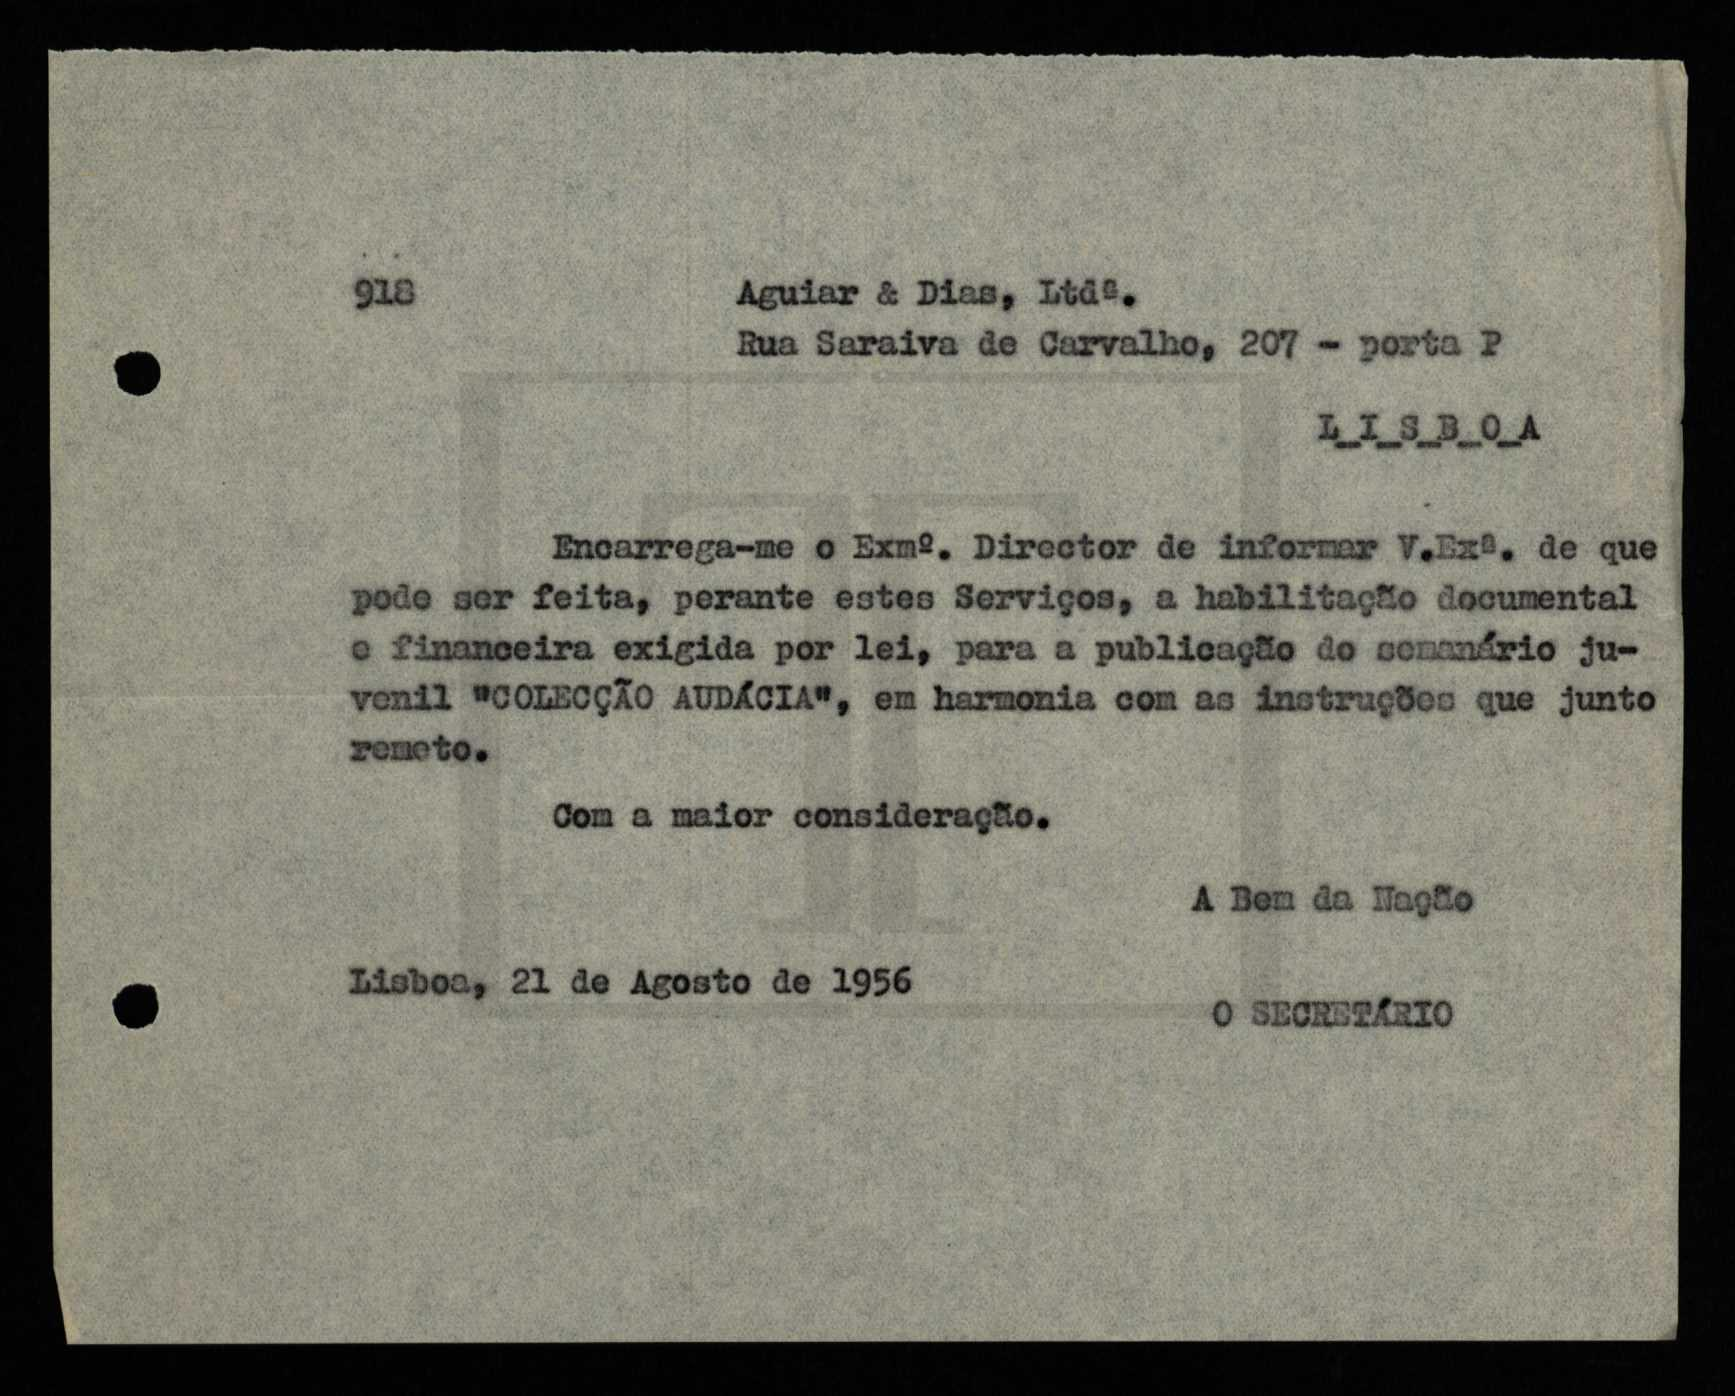 918
Aguiar & Dias, Ltdª.
Rua Saraiva de Carvalho, 207 - porta P
L_I_S_B_O_A
Encarrega-me o Exmº. Director de informar V.Exª. de que
pode ser feita, perante estes Serviços, a habilitação documental
e financeira exigida por lei, para a publicação do semanário ju-
venil "COLECÇÃO AUDÁCIA", em harmonia com as instruções que junto
remeto.
Com a maior consideração.
A Bem da Nação
Lisboa, 21 de Agosto de 1956
O SECRETÁRIO